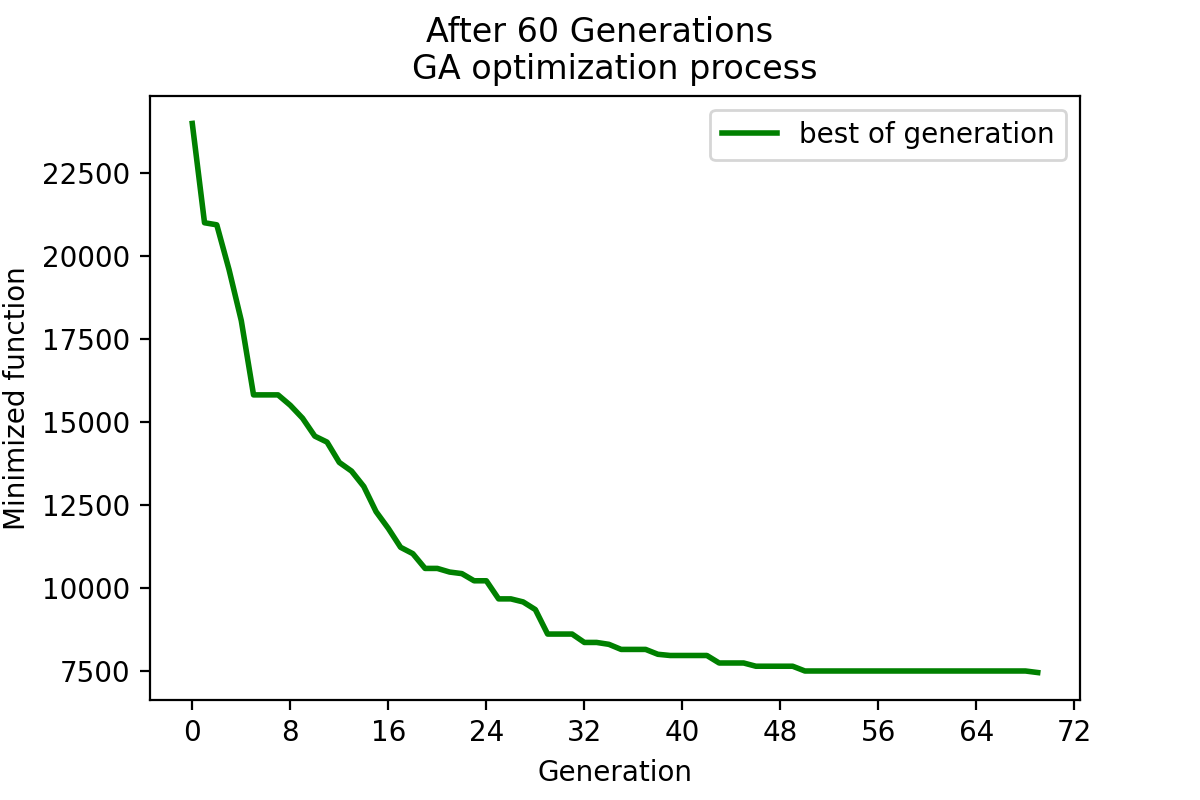 After 60 Generations
GA optimization process
best of generation
Minimized function
22500
20000
17500
15000
12500
10000
7500
0 8 16 24 32 40 48 56 64 72
Generation